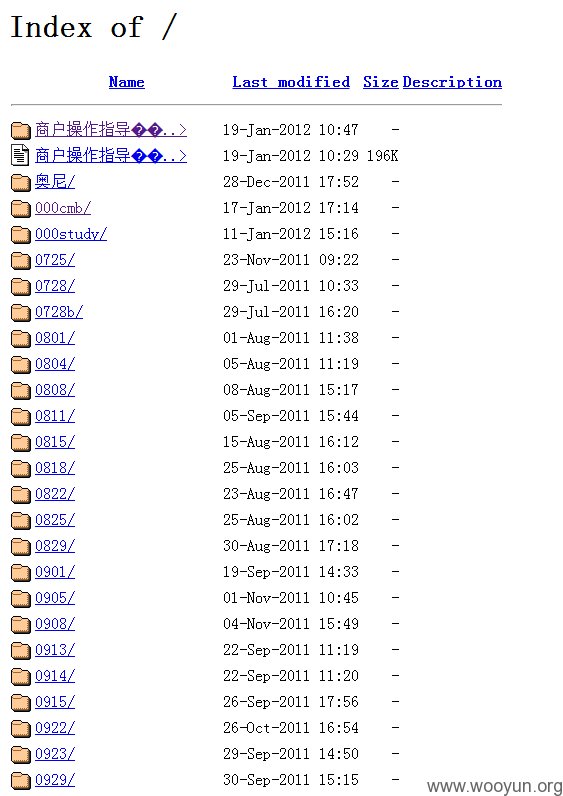 Index of /
Name Last modified Size Description
商户操作指导��..> 19-Jan-2012 10:47 -
商户操作指导��..> 19-Jan-2012 10:29 196K
奥尼/ 28-Dec-2011 17:52 -
000cmb/ 17-Jan-2012 17:14 -
000study/ 11-Jan-2012 15:16 -
0725/ 23-Nov-2011 09:22 -
0728/ 29-Jul-2011 10:33 -
0728b/ 29-Jul-2011 16:20 -
0801/ 01-Aug-2011 11:38 -
0804/ 05-Aug-2011 11:19 -
0808/ 08-Aug-2011 15:17 -
0811/ 05-Sep-2011 15:44 -
0815/ 15-Aug-2011 16:12 -
0818/ 25-Aug-2011 16:03 -
0822/ 23-Aug-2011 16:47 -
0825/ 25-Aug-2011 16:02 -
0829/ 30-Aug-2011 17:18 -
0901/ 19-Sep-2011 14:33 -
0905/ 01-Nov-2011 10:45 -
0908/ 04-Nov-2011 15:49 -
0913/ 22-Sep-2011 11:19 -
0914/ 22-Sep-2011 11:20 -
0915/ 26-Sep-2011 17:56 -
0922/ 26-Oct-2011 16:54 -
0923/ 29-Sep-2011 14:50 -
0929/ 30-Sep-2011 15:15 -
www.wooyun.org